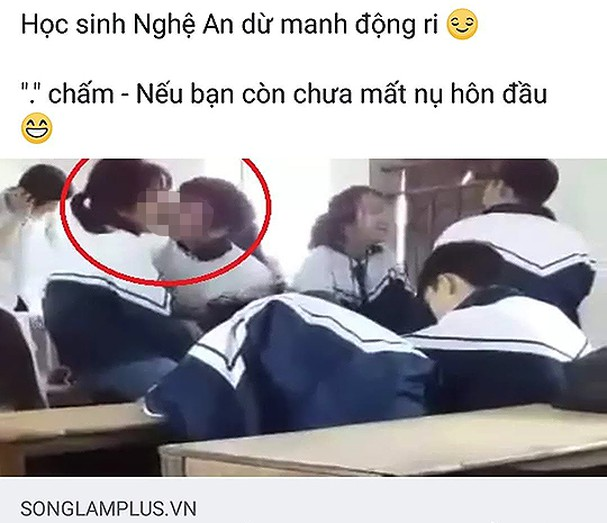 Học sinh Nghệ An dừ manh động ri 😌
"." chấm - Nếu bạn còn chưa mất nụ hôn đầu
😁
SONGLAMPLUS.VN